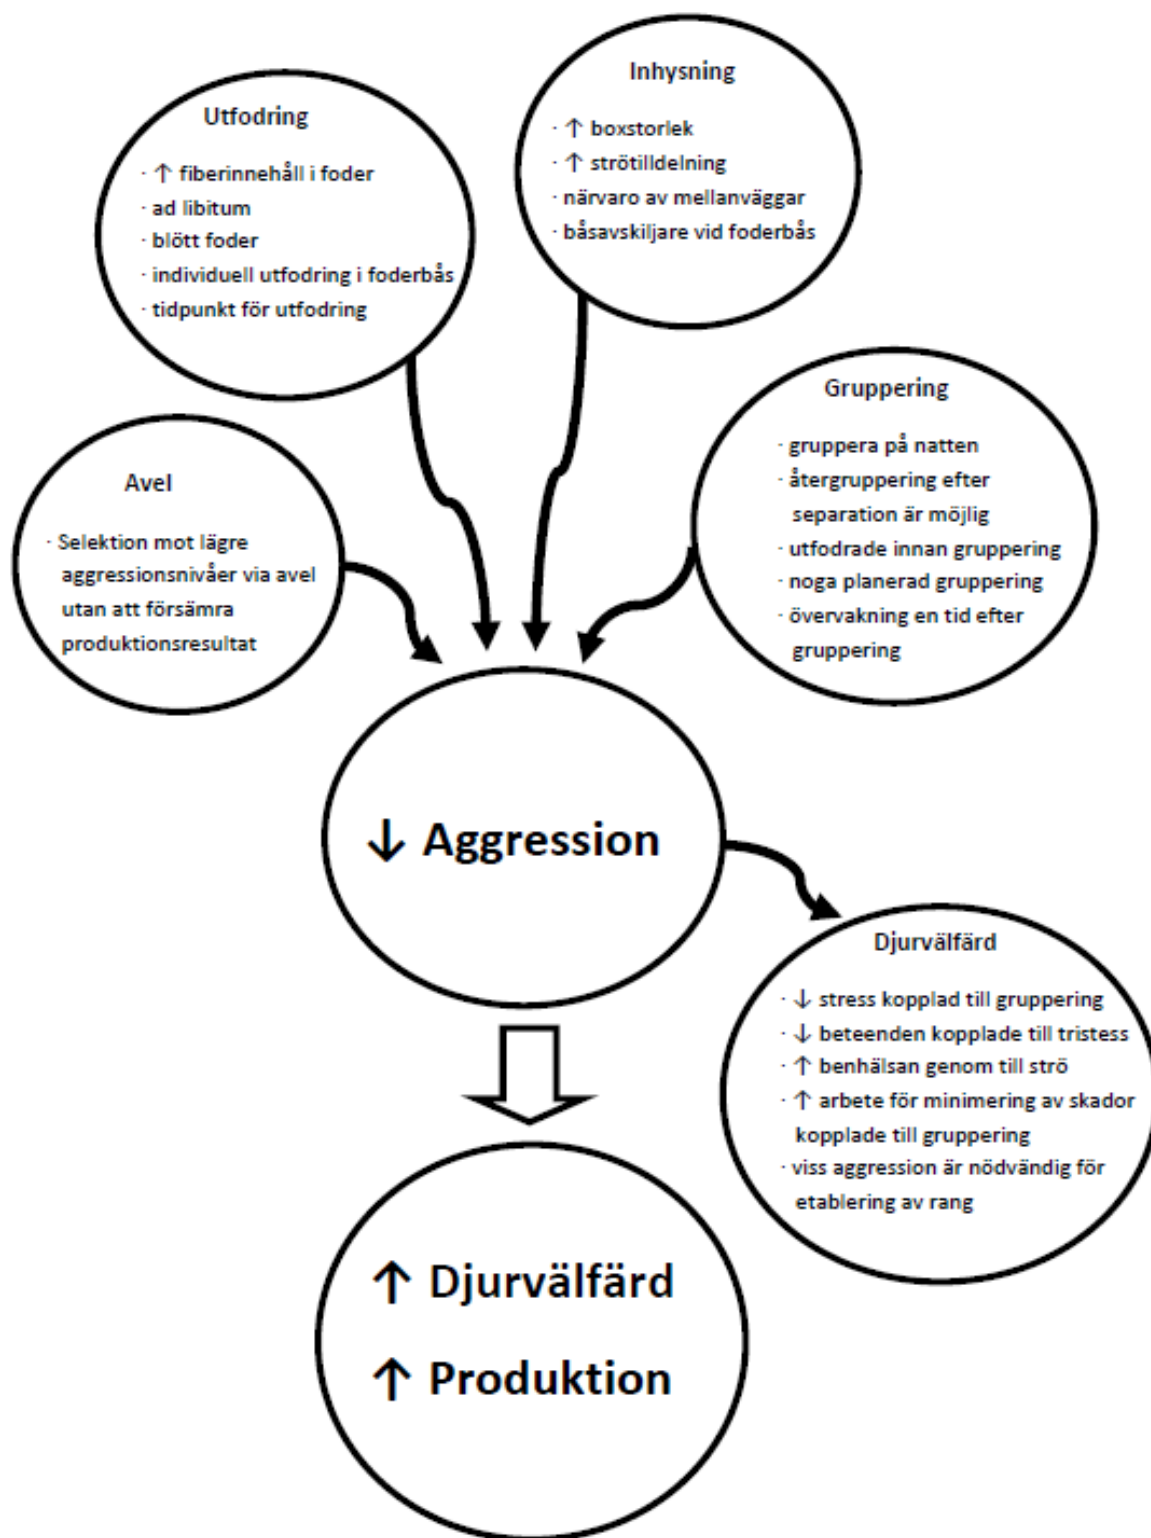 Utfodring
· ↑ fiberinnehåll i foder
· ad libitum
· blött foder
· individuell utfodring i foderbås
· tidpunkt för utfodring
Inhysning
· ↑ boxstorlek
· ↑ strötilldelning
· närvaro av mellanväggar
· båsavskiljare vid foderbås
Avel
· Selektion mot lägre
aggressionsnivåer via avel
utan att försämra
produktionsresultat
Gruppering
· gruppera på natten
· återgruppering efter
separation är möjlig
· utfodrade innan gruppering
· noga planerad gruppering
· övervakning en tid efter
gruppering
↓ Aggression
Djurvälfärd
· ↓ stress kopplad till gruppering
· ↓ beteenden kopplade till tristess
· ↑ benhälsan genom till strö
· ↑ arbete för minimering av skador
kopplade till gruppering
· viss aggression är nödvändig för
etablering av rang
↑ Djurvälfärd
↑ Produktion